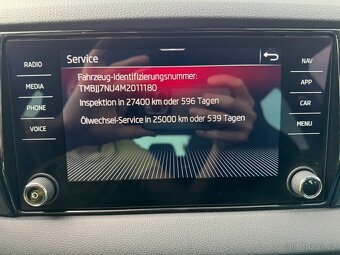 Service
RADIO
NAV
Fahrzeug-Identifizierungsnummer:
TMBJJ7NU4M2011180
MEDIA
APP
Inspektion in 27400 km oder 596 Tagen
PHONE
CAR
Ölwechsel-Service in 25000 km oder 539 Tagen
VOICE
MENU